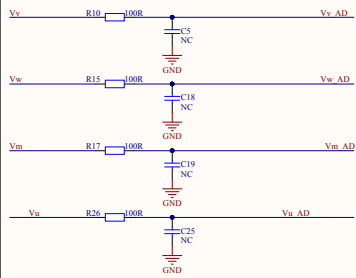 Vv R10 100R Vv_AD
C5
NC
GND
Vw R15 100R Vw_AD
C18
NC
GND
Vm R17 100R Vm_AD
C19
NC
GND
Vu R26 100R Vu_AD
C25
NC
GND